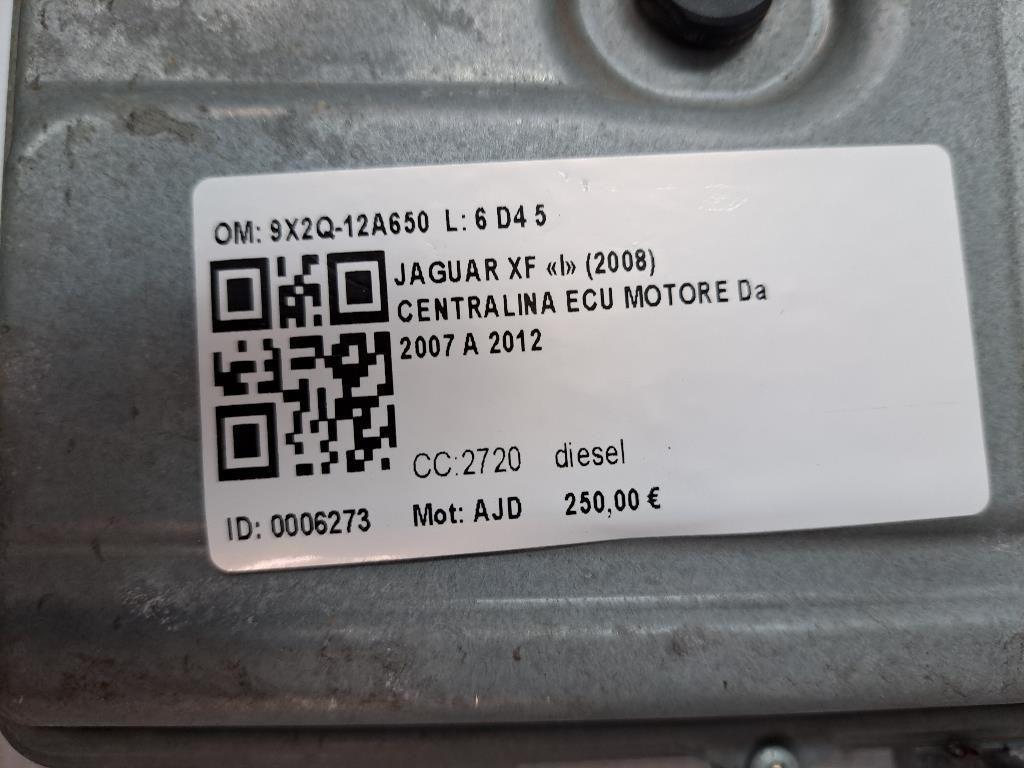 OM: 9X2Q-12A650 L: 6 D4 5
JAGUAR XF «I» (2008)
CENTRALINA ECU MOTORE Da
2007 A 2012
CC:2720 diesel
ID: 0006273 Mot: AJD 250,00 €